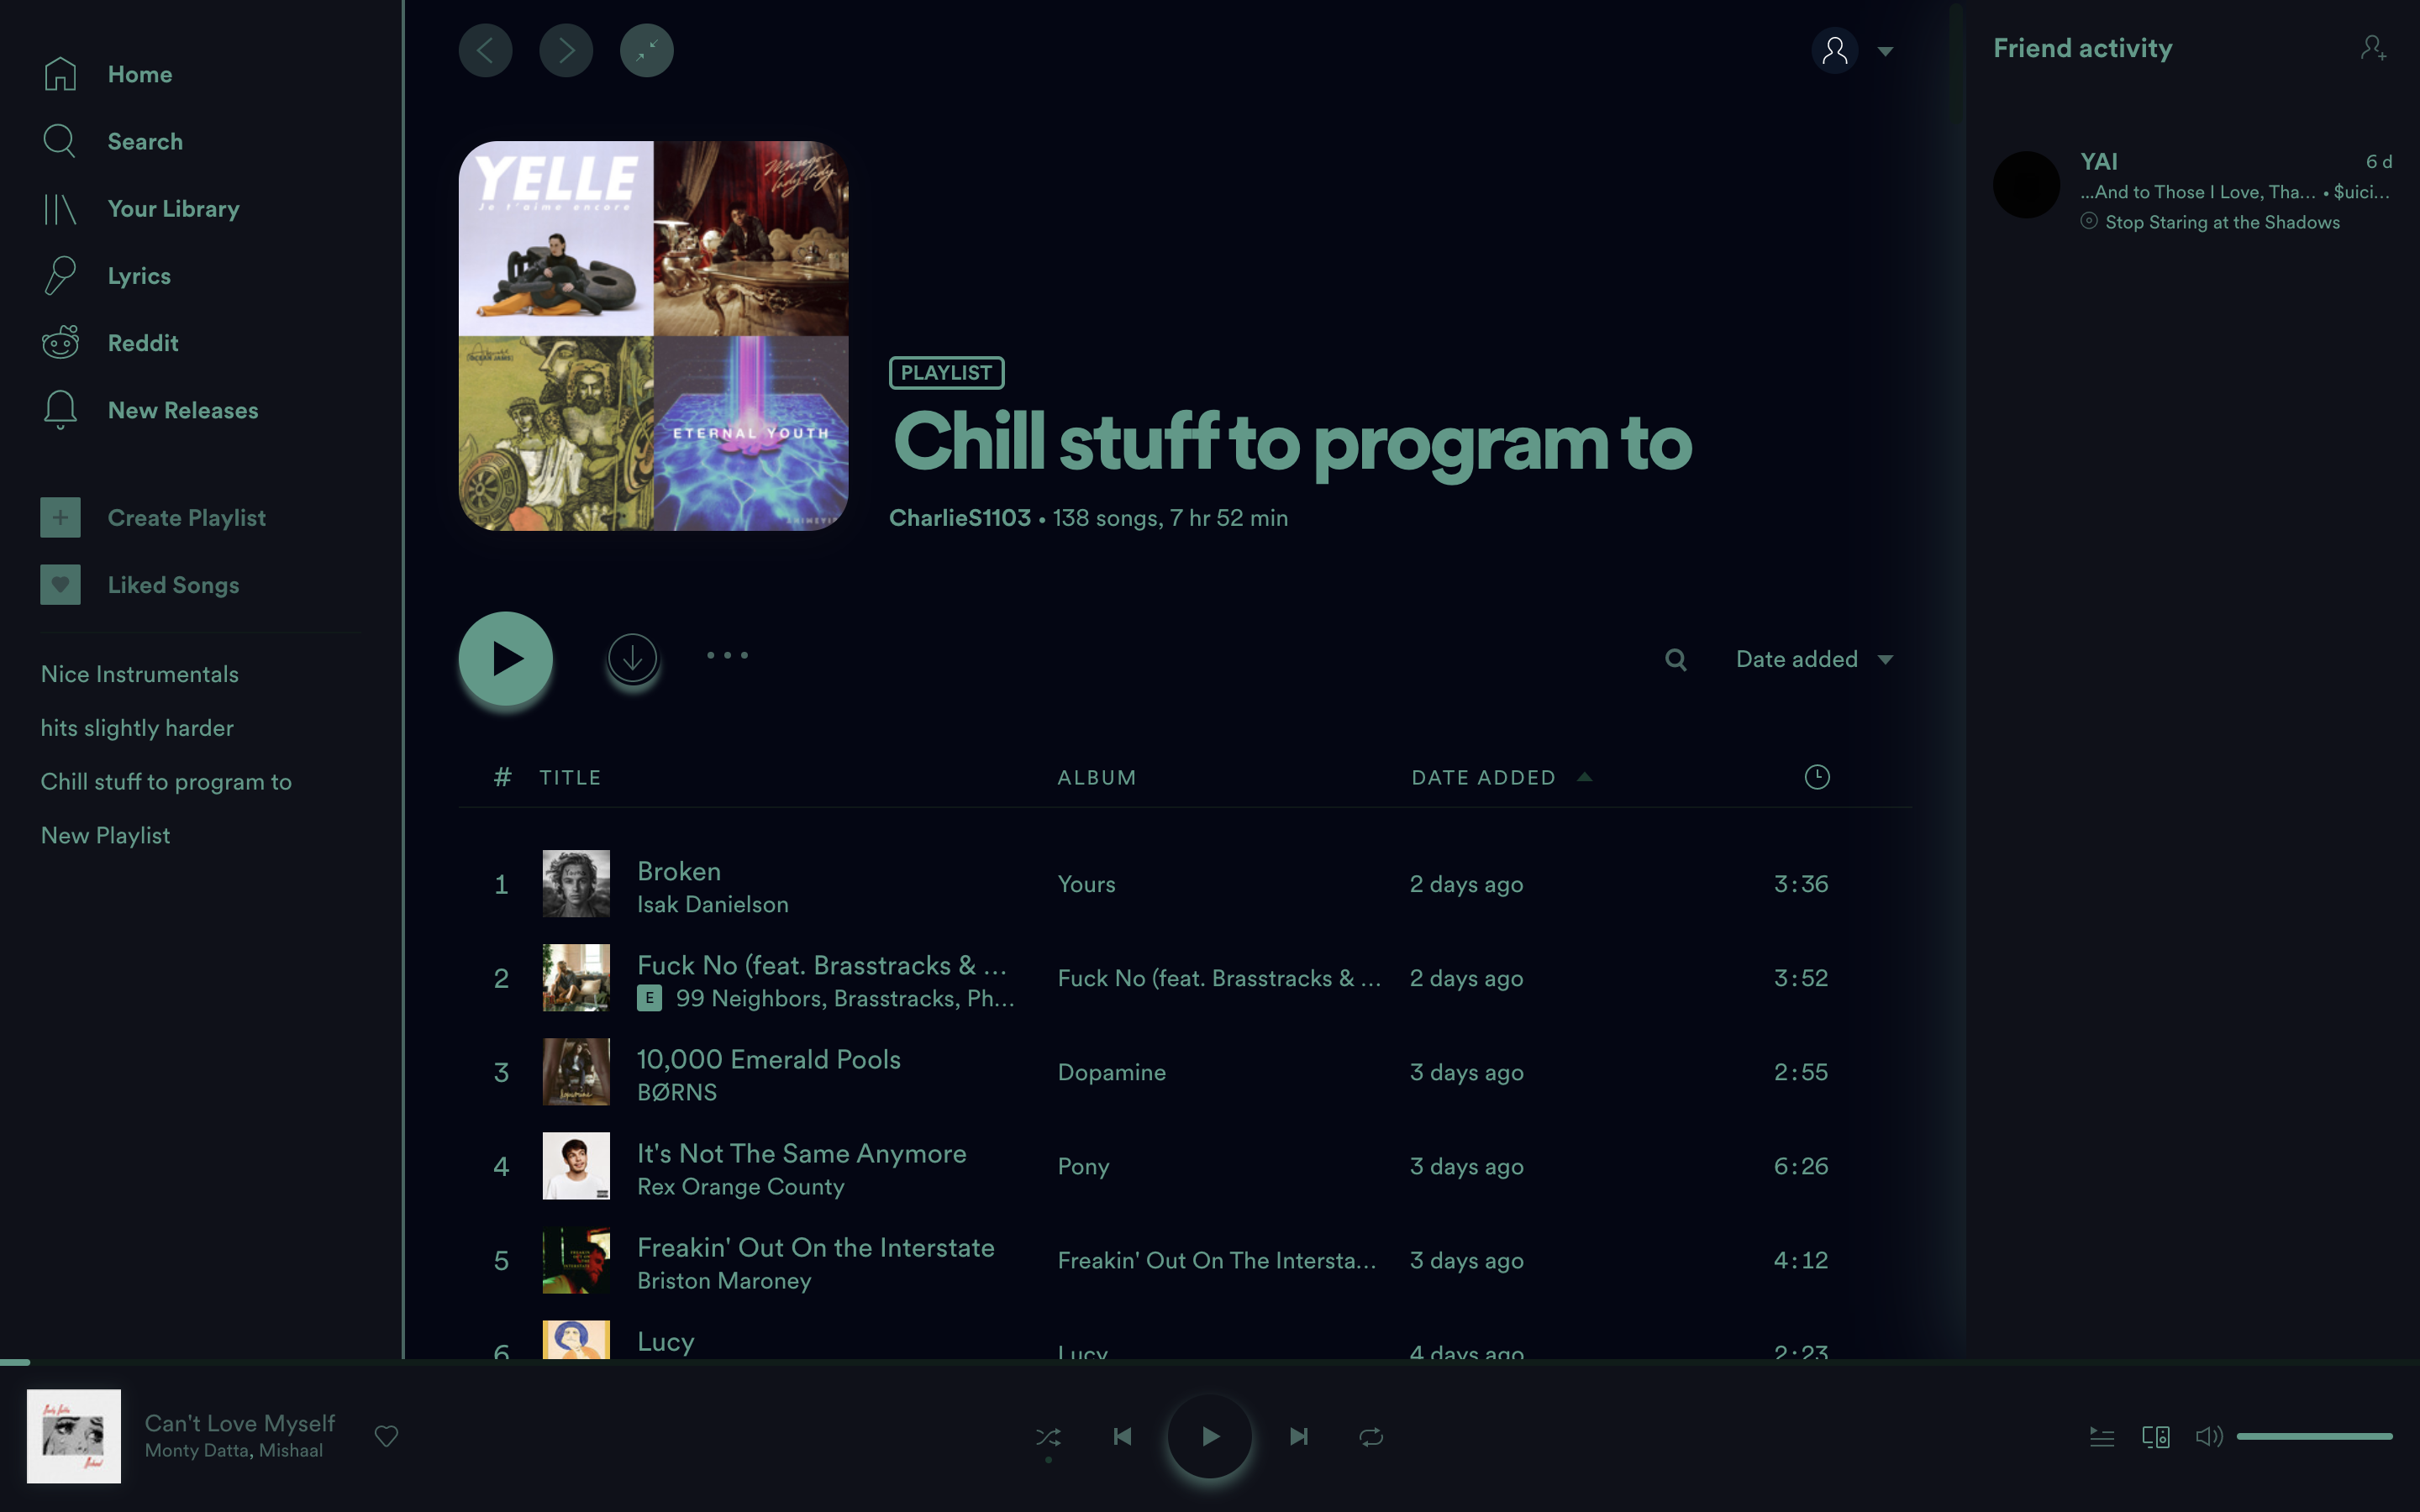 Home
Search
Your Library
Lyrics
Reddit
New Releases
Create Playlist
Liked Songs
Nice Instrumentals
hits slightly harder
Chill stuff to program to
New Playlist
YELLE
Je t'aime encore
Masego
lady lady
ETERNAL YOUTH
PLAYLIST
Chill stuff to program to
CharlieS1103 • 138 songs, 7 hr 52 min
Date added
# TITLE ALBUM DATE ADDED
1 Broken Yours 2 days ago 3:36
Isak Danielson
2 Fuck No (feat. Brasstracks & ... Fuck No (feat. Brasstracks & ... 2 days ago 3:52
E 99 Neighbors, Brasstracks, Ph...
3 10,000 Emerald Pools Dopamine 3 days ago 2:55
BØRNS
4 It's Not The Same Anymore Pony 3 days ago 6:26
Rex Orange County
5 Freakin' Out On the Interstate Freakin' Out On The Intersta... 3 days ago 4:12
Briston Maroney
6 Lucy Lucy 4 days ago 2:23
Friend activity
YAI 6 d
...And to Those I Love, Tha... • $uici...
Stop Staring at the Shadows
Can't Love Myself
Monty Datta, Mishaal